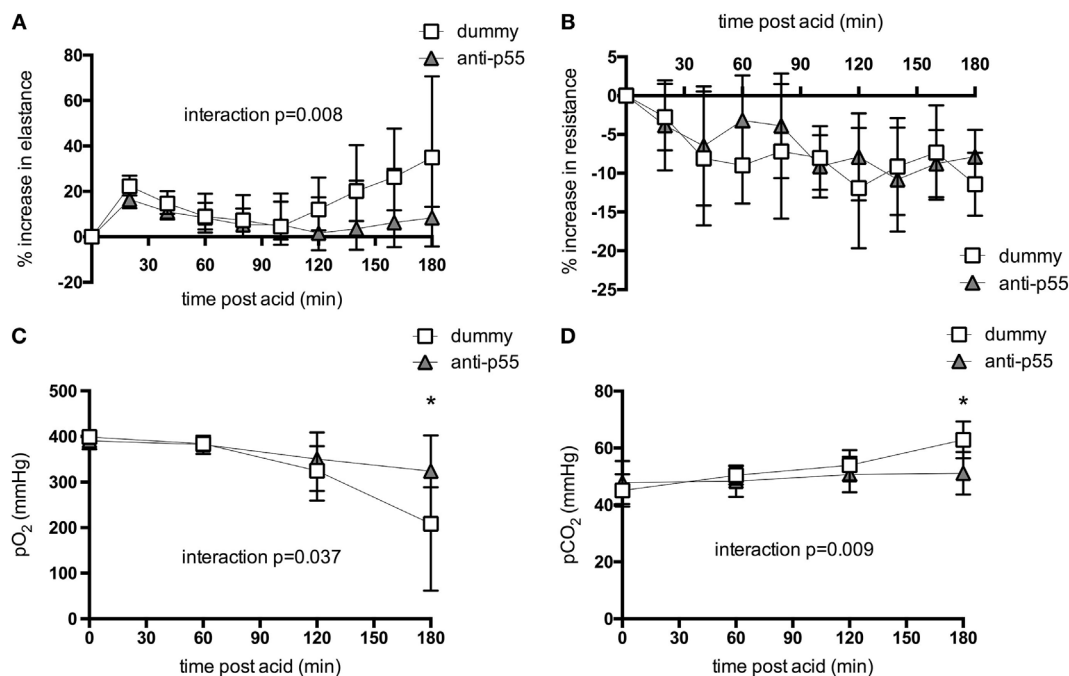 A
dummy
anti-p55
80
60
40
20
0
-20
% increase in elastance
interaction p=0.008
30 60 90 120 150 180
time post acid (min)
B
time post acid (min)
30 60 90 120 150 180
5
0
-5
-10
-15
-20
-25
% increase in resistance
dummy
anti-p55
C
dummy
anti-p55
500
400
300
200
100
0
pO2 (mmHg)
*
interaction p=0.037
0 30 60 90 120 150 180
time post acid (min)
D
dummy
anti-p55
80
60
40
20
0
pCO2 (mmHg)
*
interaction p=0.009
0 30 60 90 120 150 180
time post acid (min)